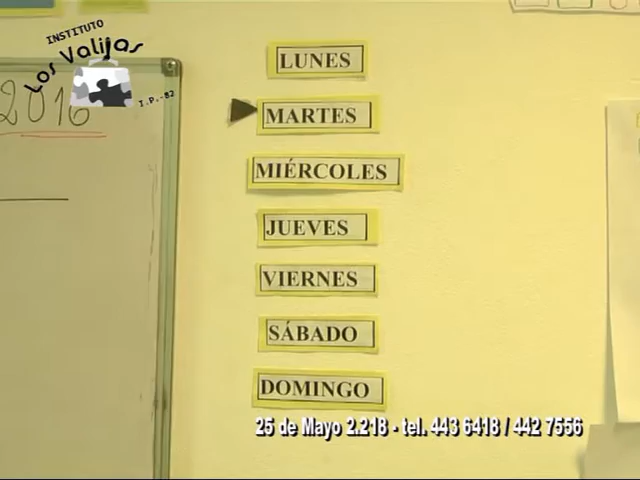 INSTITUTO
Los Valijas
I.P.-82
2016
LUNES
MARTES
MIÉRCOLES
JUEVES
VIERNES
SÁBADO
DOMINGO
25 de Mayo 2.218 - tel. 443 6418 / 442 7556